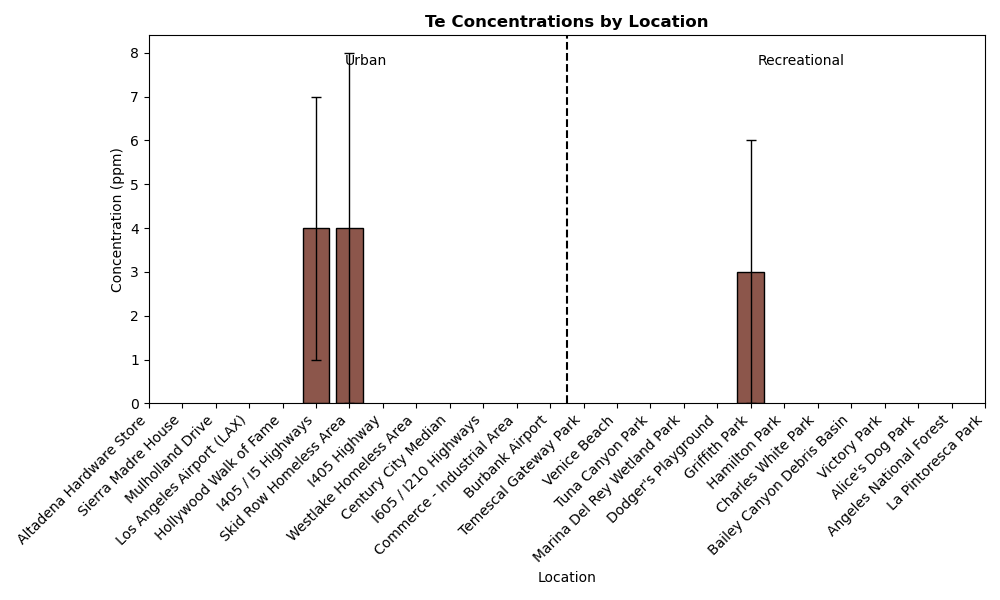 Te Concentrations by Location
Urban
Recreational
Concentration (ppm)
8
7
6
5
4
3
2
1
0
Altadena Hardware Store
Sierra Madre House
Mulholland Drive
Los Angeles Airport (LAX)
Hollywood Walk of Fame
I405 / I5 Highways
Skid Row Homeless Area
I405 Highway
Westlake Homeless Area
Century City Median
I605 / I210 Highways
Commerce - Industrial Area
Burbank Airport
Temescal Gateway Park
Venice Beach
Tuna Canyon Park
Marina Del Rey Wetland Park
Dodger's Playground
Griffith Park
Hamilton Park
Charles White Park
Bailey Canyon Debris Basin
Victory Park
Alice's Dog Park
Angeles National Forest
La Pintoresca Park
Location